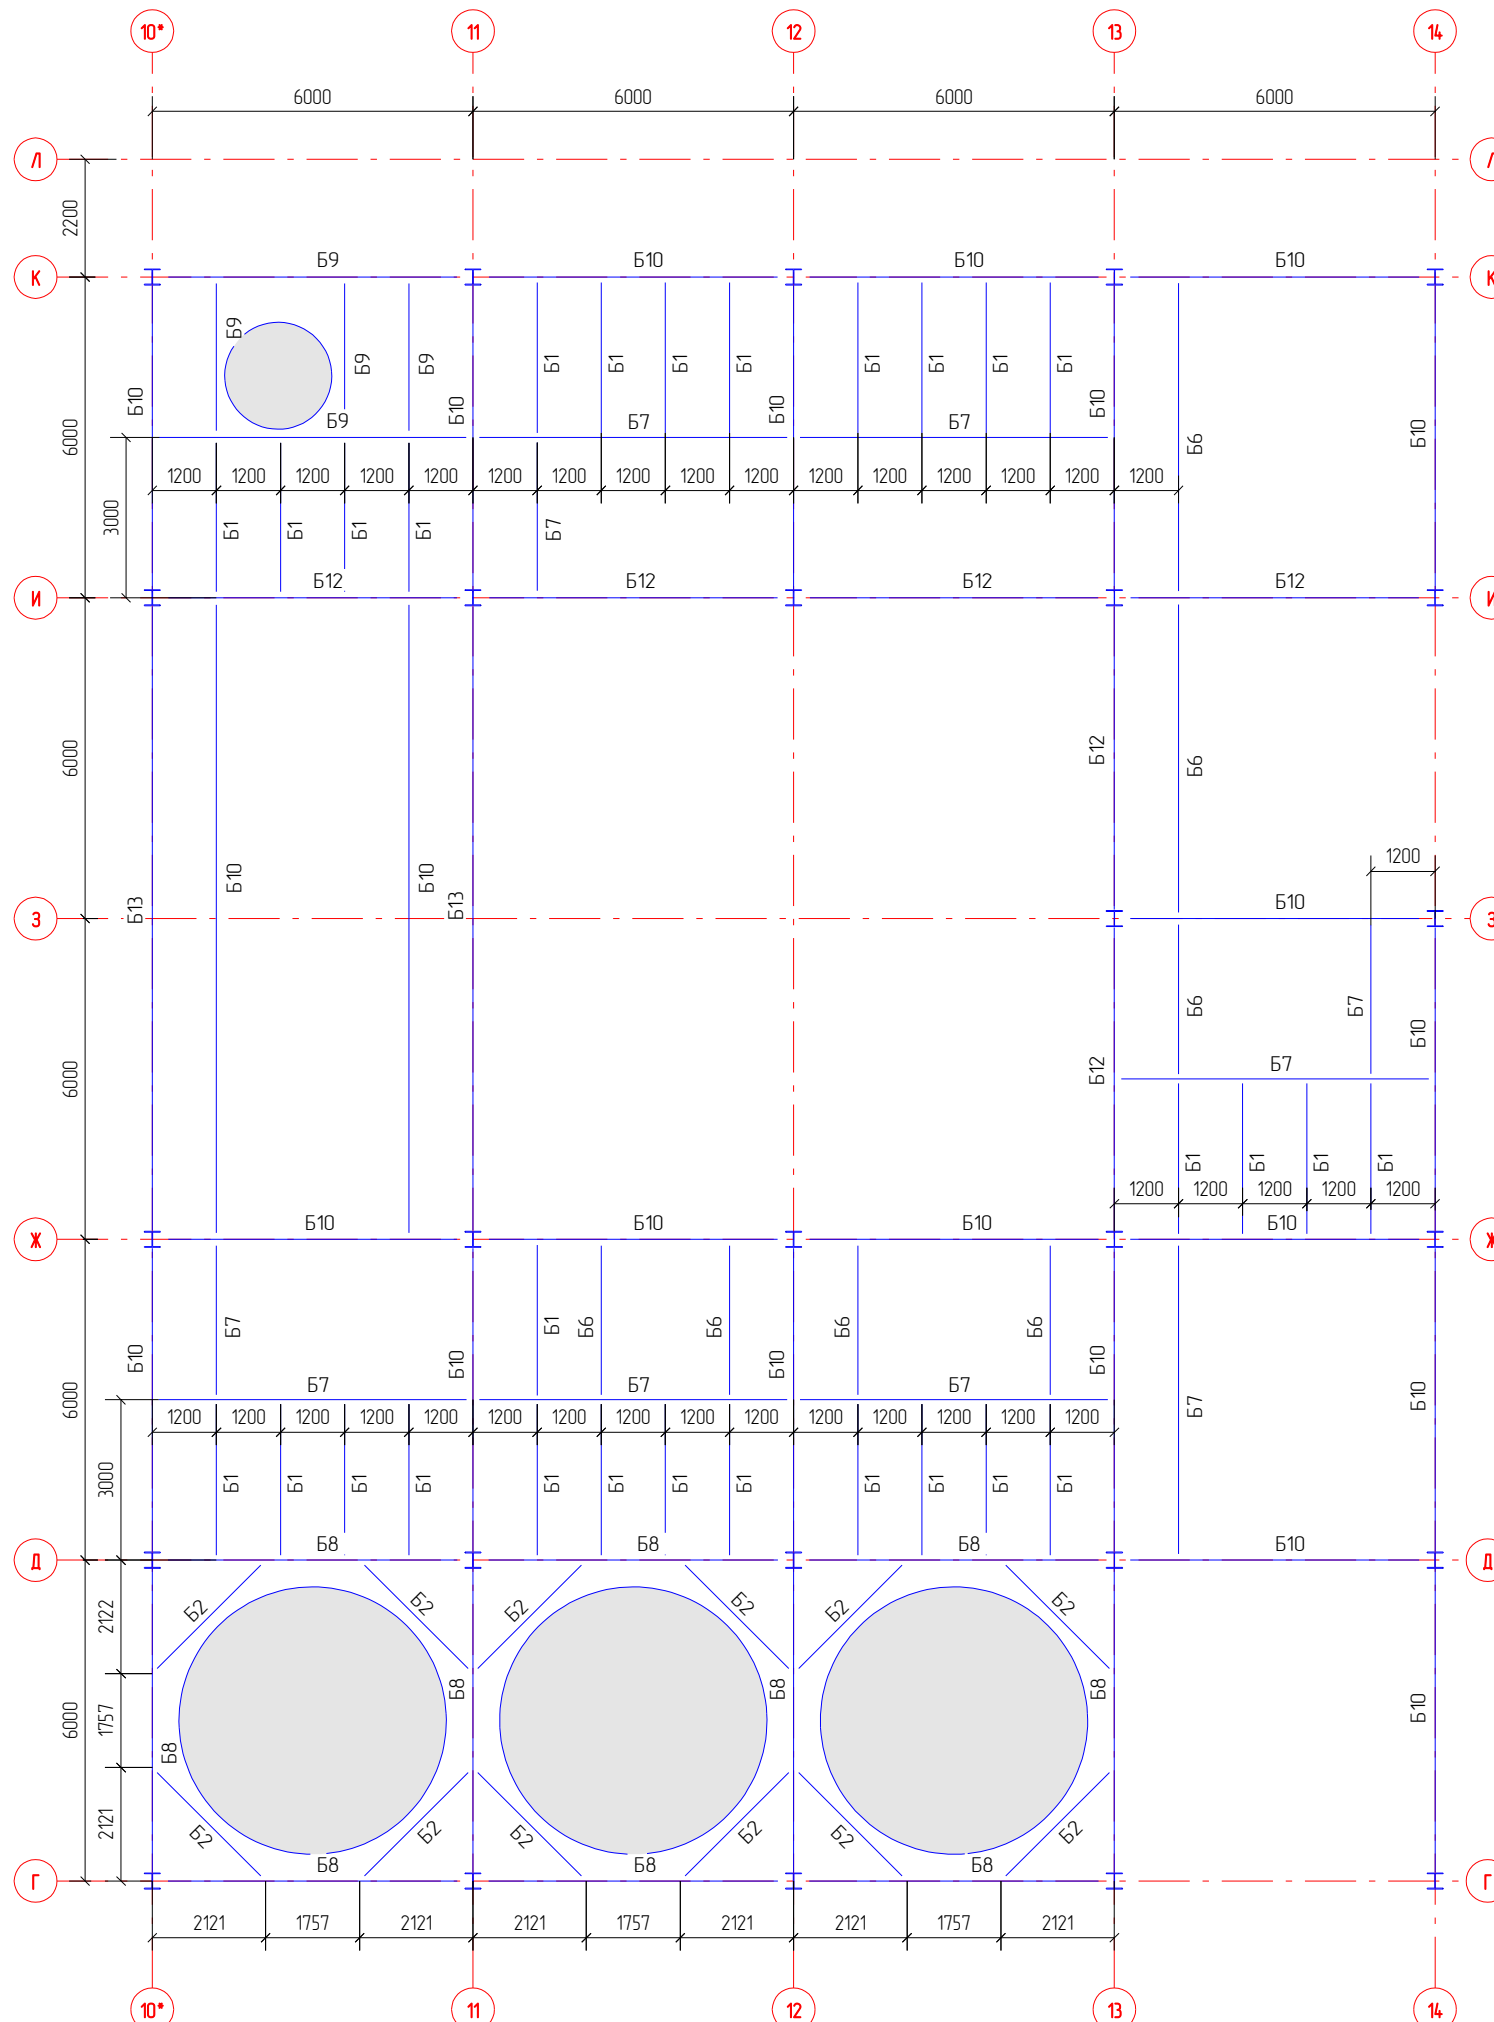 10* 11 12 13 14
6000 6000 6000 6000
Л Л
2200
К Б9 Б10 Б10 Б10 К
Б9 Б9 Б9 Б1 Б1 Б1 Б1 Б1 Б1 Б1 Б1
Б10 Б10 Б10 Б10 Б10
Б9 Б7 Б7 Б6
6000
1200 1200 1200 1200 1200 1200 1200 1200 1200 1200 1200 1200 1200 1200 1200 1200
3000
Б1 Б1 Б1 Б1 Б7
И Б12 Б12 Б12 Б12 И
6000 Б12 Б6
1200
Б13 Б10 Б10 Б13
З Б10 З
Б6 Б7 Б10
6000 Б12 Б7
Б1 Б1 Б1 Б1
1200 1200 1200 1200 1200
Ж Б10 Б10 Б10 Б10 Ж
Б7 Б1 Б6 Б6 Б6 Б6
Б10 Б10 Б10 Б10
6000 Б7 Б7 Б7 Б7 Б10
1200 1200 1200 1200 1200 1200 1200 1200 1200 1200 1200 1200 1200 1200 1200
3000 Б1 Б1 Б1 Б1 Б1 Б1 Б1 Б1 Б1 Б1 Б1 Б1
Д Б8 Б8 Б8 Б10 Д
2122 Б2 Б2 Б2 Б2 Б2 Б2
Б8 Б8 Б8
6000 1757 Б8 Б10
2121 Б2 Б2 Б2 Б2 Б2 Б2
Г Б8 Б8 Б8 Г
2121 1757 2121 2121 1757 2121 2121 1757 2121
10* 11 12 13 14